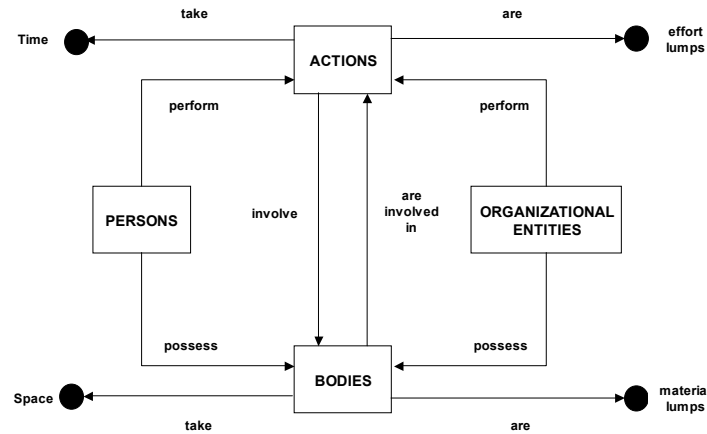 take
are
Time
effort
lumps
ACTIONS
perform
perform
PERSONS
involve
are
involved
in
ORGANIZATIONAL
ENTITIES
possess
possess
BODIES
Space
materia
lumps
take
are